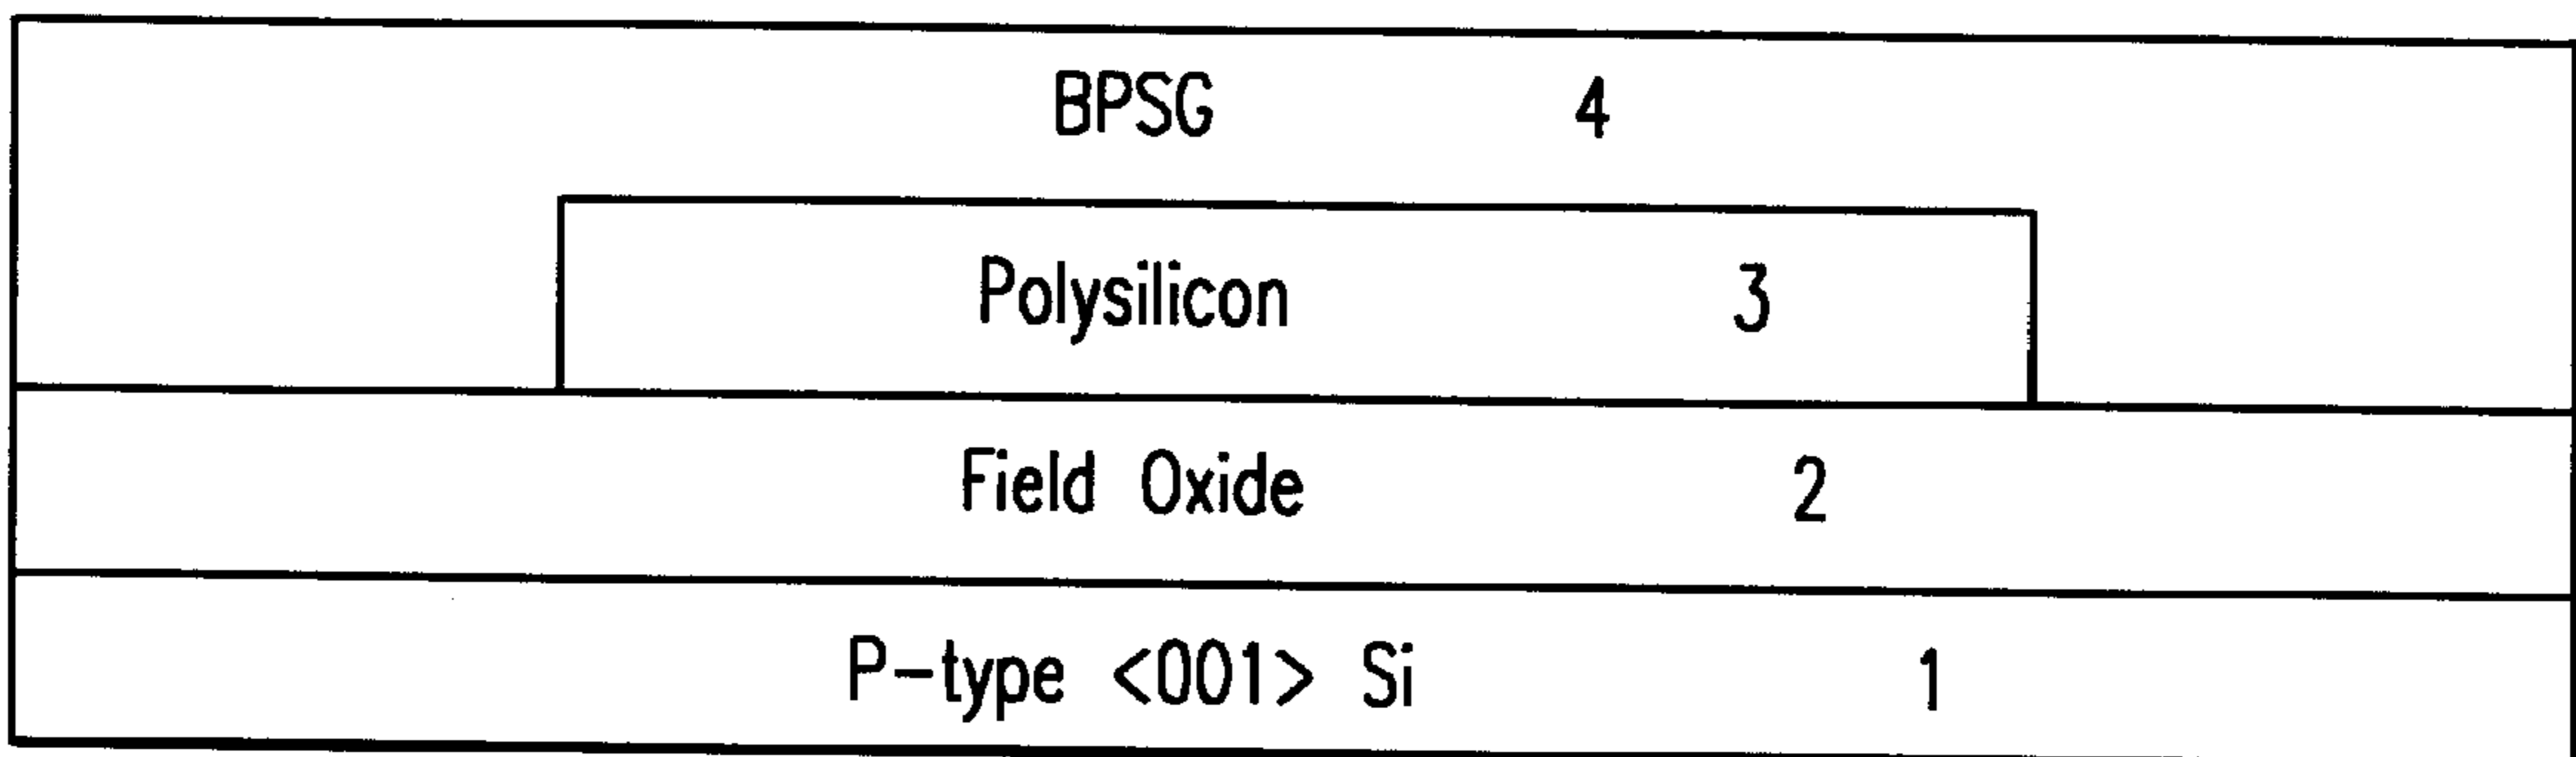 BPSG 4
Polysilicon 3
Field Oxide 2
P-type <001> Si 1